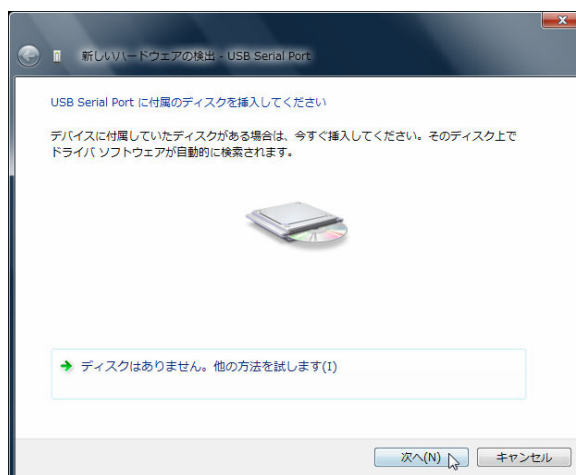 新しいハードウェアの検出 - USB Serial Port
USB Serial Port に付属のディスクを挿入してください
デバイスに付属していたディスクがある場合は、今すぐ挿入してください。そのディスク上で
ドライバ ソフトウェアが自動的に検索されます。
ディスクはありません。他の方法を試します(I)
次へ(N) キャンセル